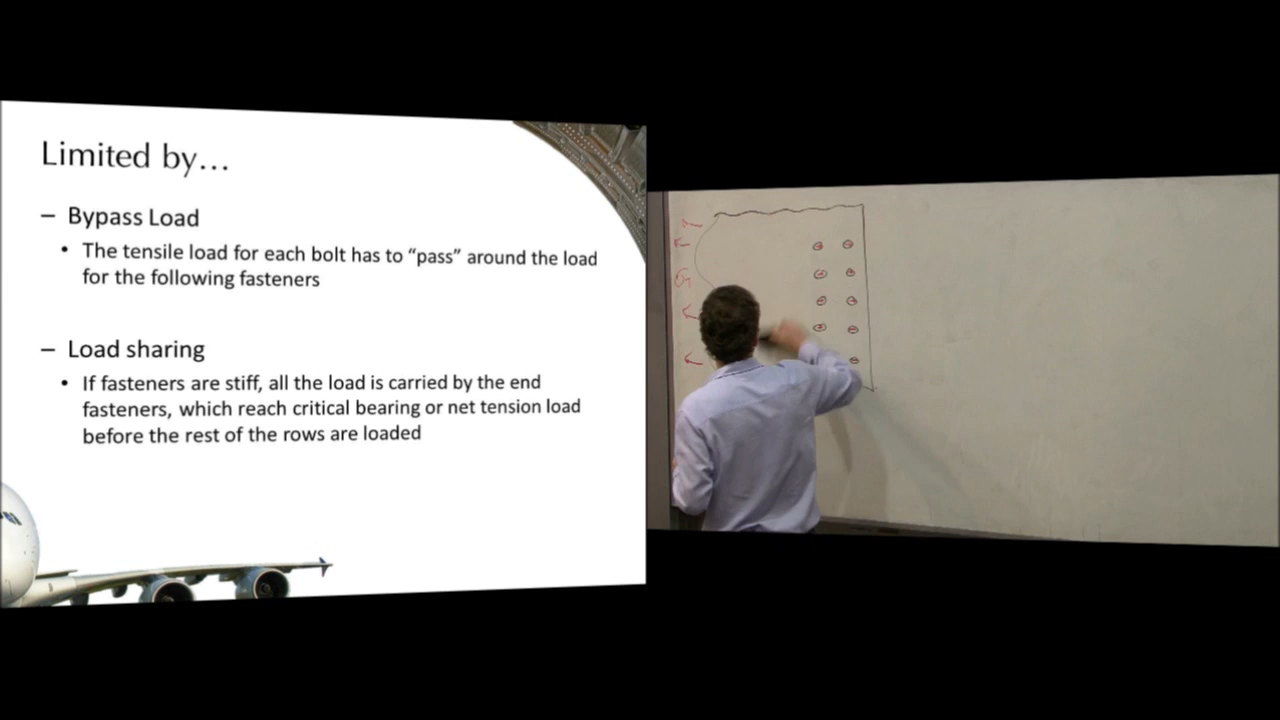 Limited by…
– Bypass Load
• The tensile load for each bolt has to “pass” around the load
for the following fasteners
– Load sharing
• If fasteners are stiff, all the load is carried by the end
fasteners, which reach critical bearing or net tension load
before the rest of the rows are loaded